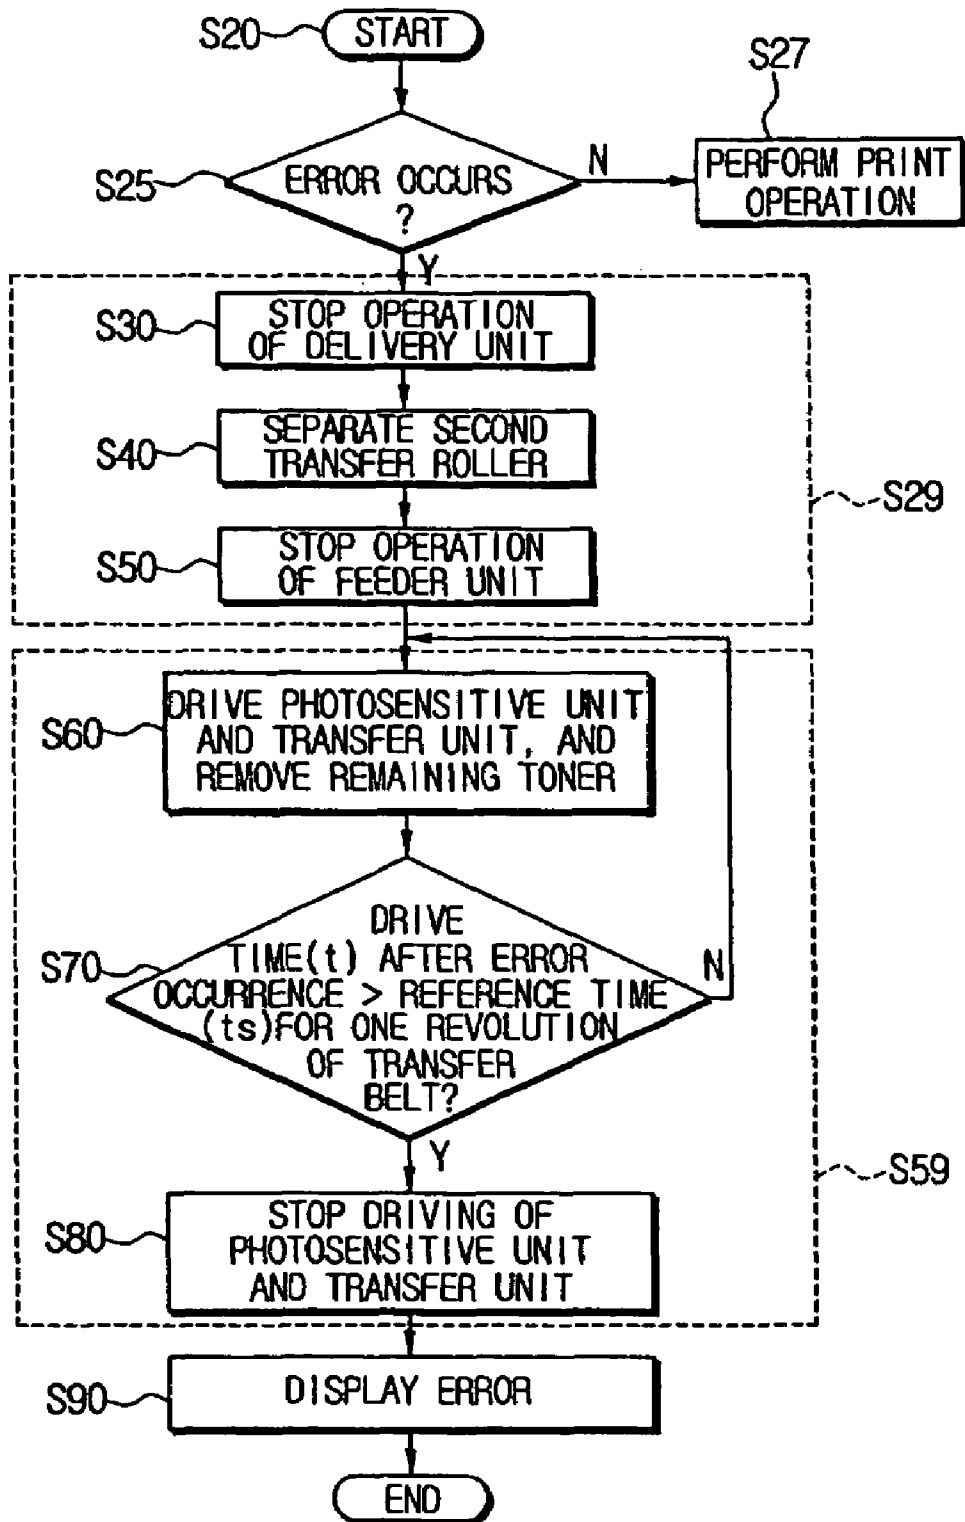 S20
START
S27
S25
ERROR OCCURS
?
N
PERFORM PRINT
OPERATION
Y
S30
STOP OPERATION
OF DELIVERY UNIT
S40
SEPARATE SECOND
TRANSFER ROLLER
S29
S50
STOP OPERATION
OF FEEDER UNIT
S60
DRIVE PHOTOSENSITIVE UNIT
AND TRANSFER UNIT, AND
REMOVE REMAINING TONER
S70
DRIVE
TIME(t) AFTER ERROR
OCCURRENCE > REFERENCE TIME
(ts)FOR ONE REVOLUTION
OF TRANSFER
BELT?
N
Y
S59
S80
STOP DRIVING OF
PHOTOSENSITIVE UNIT
AND TRANSFER UNIT
S90
DISPLAY ERROR
END